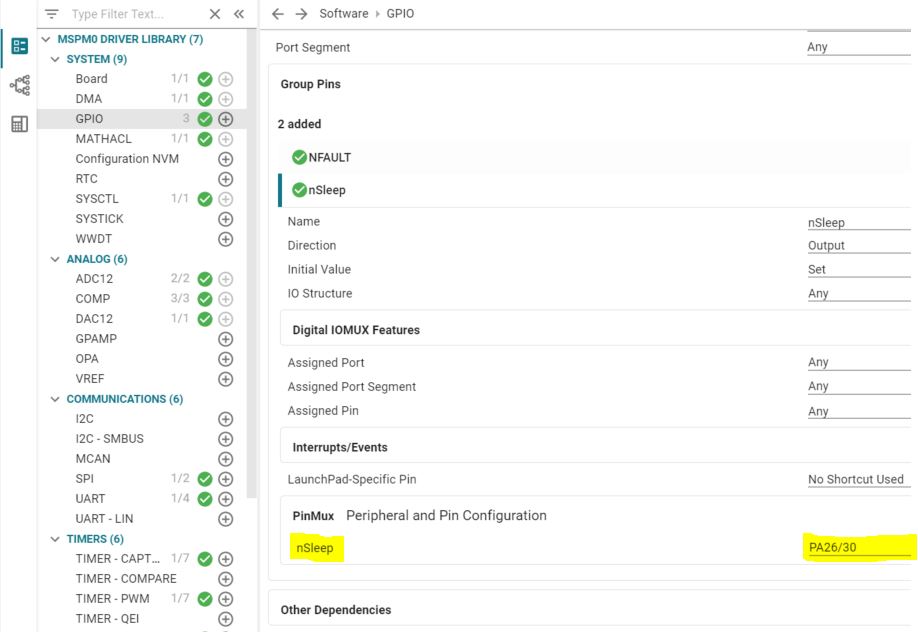 Type Filter Text...
Software › GPIO
MSPM0 DRIVER LIBRARY (7)
Port Segment Any
SYSTEM (9)
Board 1/1
Group Pins
DMA 1/1
GPIO 3
2 added
MATHACL 1/1
Configuration NVM
NFAULT
RTC
nSleep
SYSCTL 1/1
SYSTICK
Name nSleep
WWDT
Direction Output
ANALOG (6)
Initial Value Set
ADC12 2/2
IO Structure Any
COMP 3/3
DAC12 1/1
Digital IOMUX Features
GPAMP
OPA
Assigned Port Any
VREF
Assigned Port Segment Any
COMMUNICATIONS (6)
Assigned Pin Any
I2C
I2C - SMBUS
Interrupts/Events
MCAN
SPI 1/2
LaunchPad-Specific Pin No Shortcut Used
UART 1/4
UART - LIN
PinMux Peripheral and Pin Configuration
TIMERS (6)
nSleep PA26/30
TIMER - CAPT... 1/7
TIMER - COMPARE
TIMER - PWM 1/7
Other Dependencies
TIMER - QEI